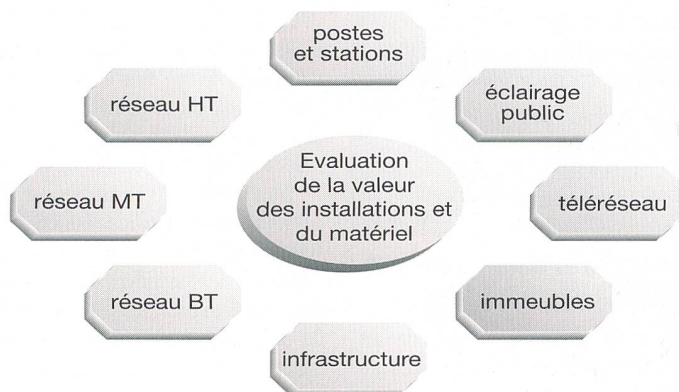 postes
et stations
réseau HT
éclairage
public
réseau MT
Evaluation
de la valeur
des installations et
du matériel
téléréseau
réseau BT
immeubles
infrastructure